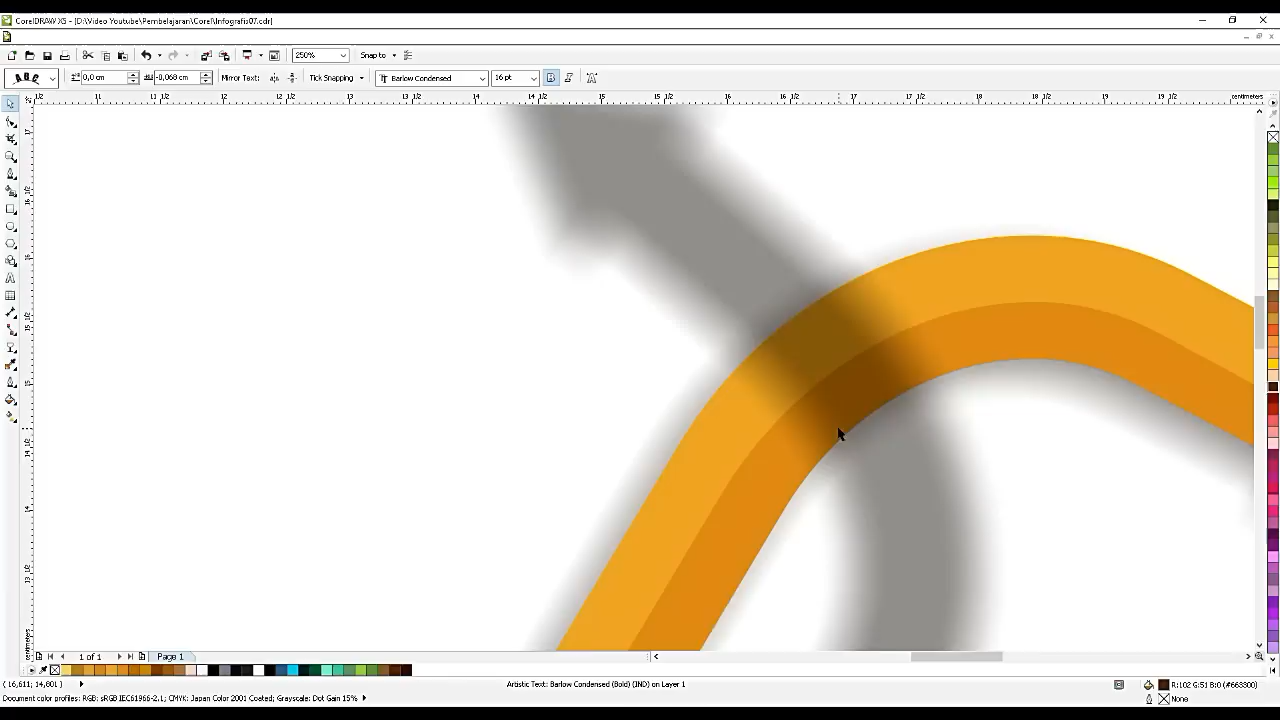 CorelDRAW X5 - [D:\Video Youtube\Pembelajaran\Corel\Infografis07.cdr]
250%
Snap to
0,0 cm
-0,068 cm
Mirror Text:
Tick Snapping
Barlow Condensed
16 pt
centimeters
1 of 1
Page 1
( 16,611; 14,801 )
Artistic Text: Barlow Condensed (Bold) (IND) on Layer 1
R:102 G:51 B:0 (#663300)
Document color profiles: RGB: sRGB IEC61966-2.1; CMYK: Japan Color 2001 Coated; Grayscale: Dot Gain 15%
None